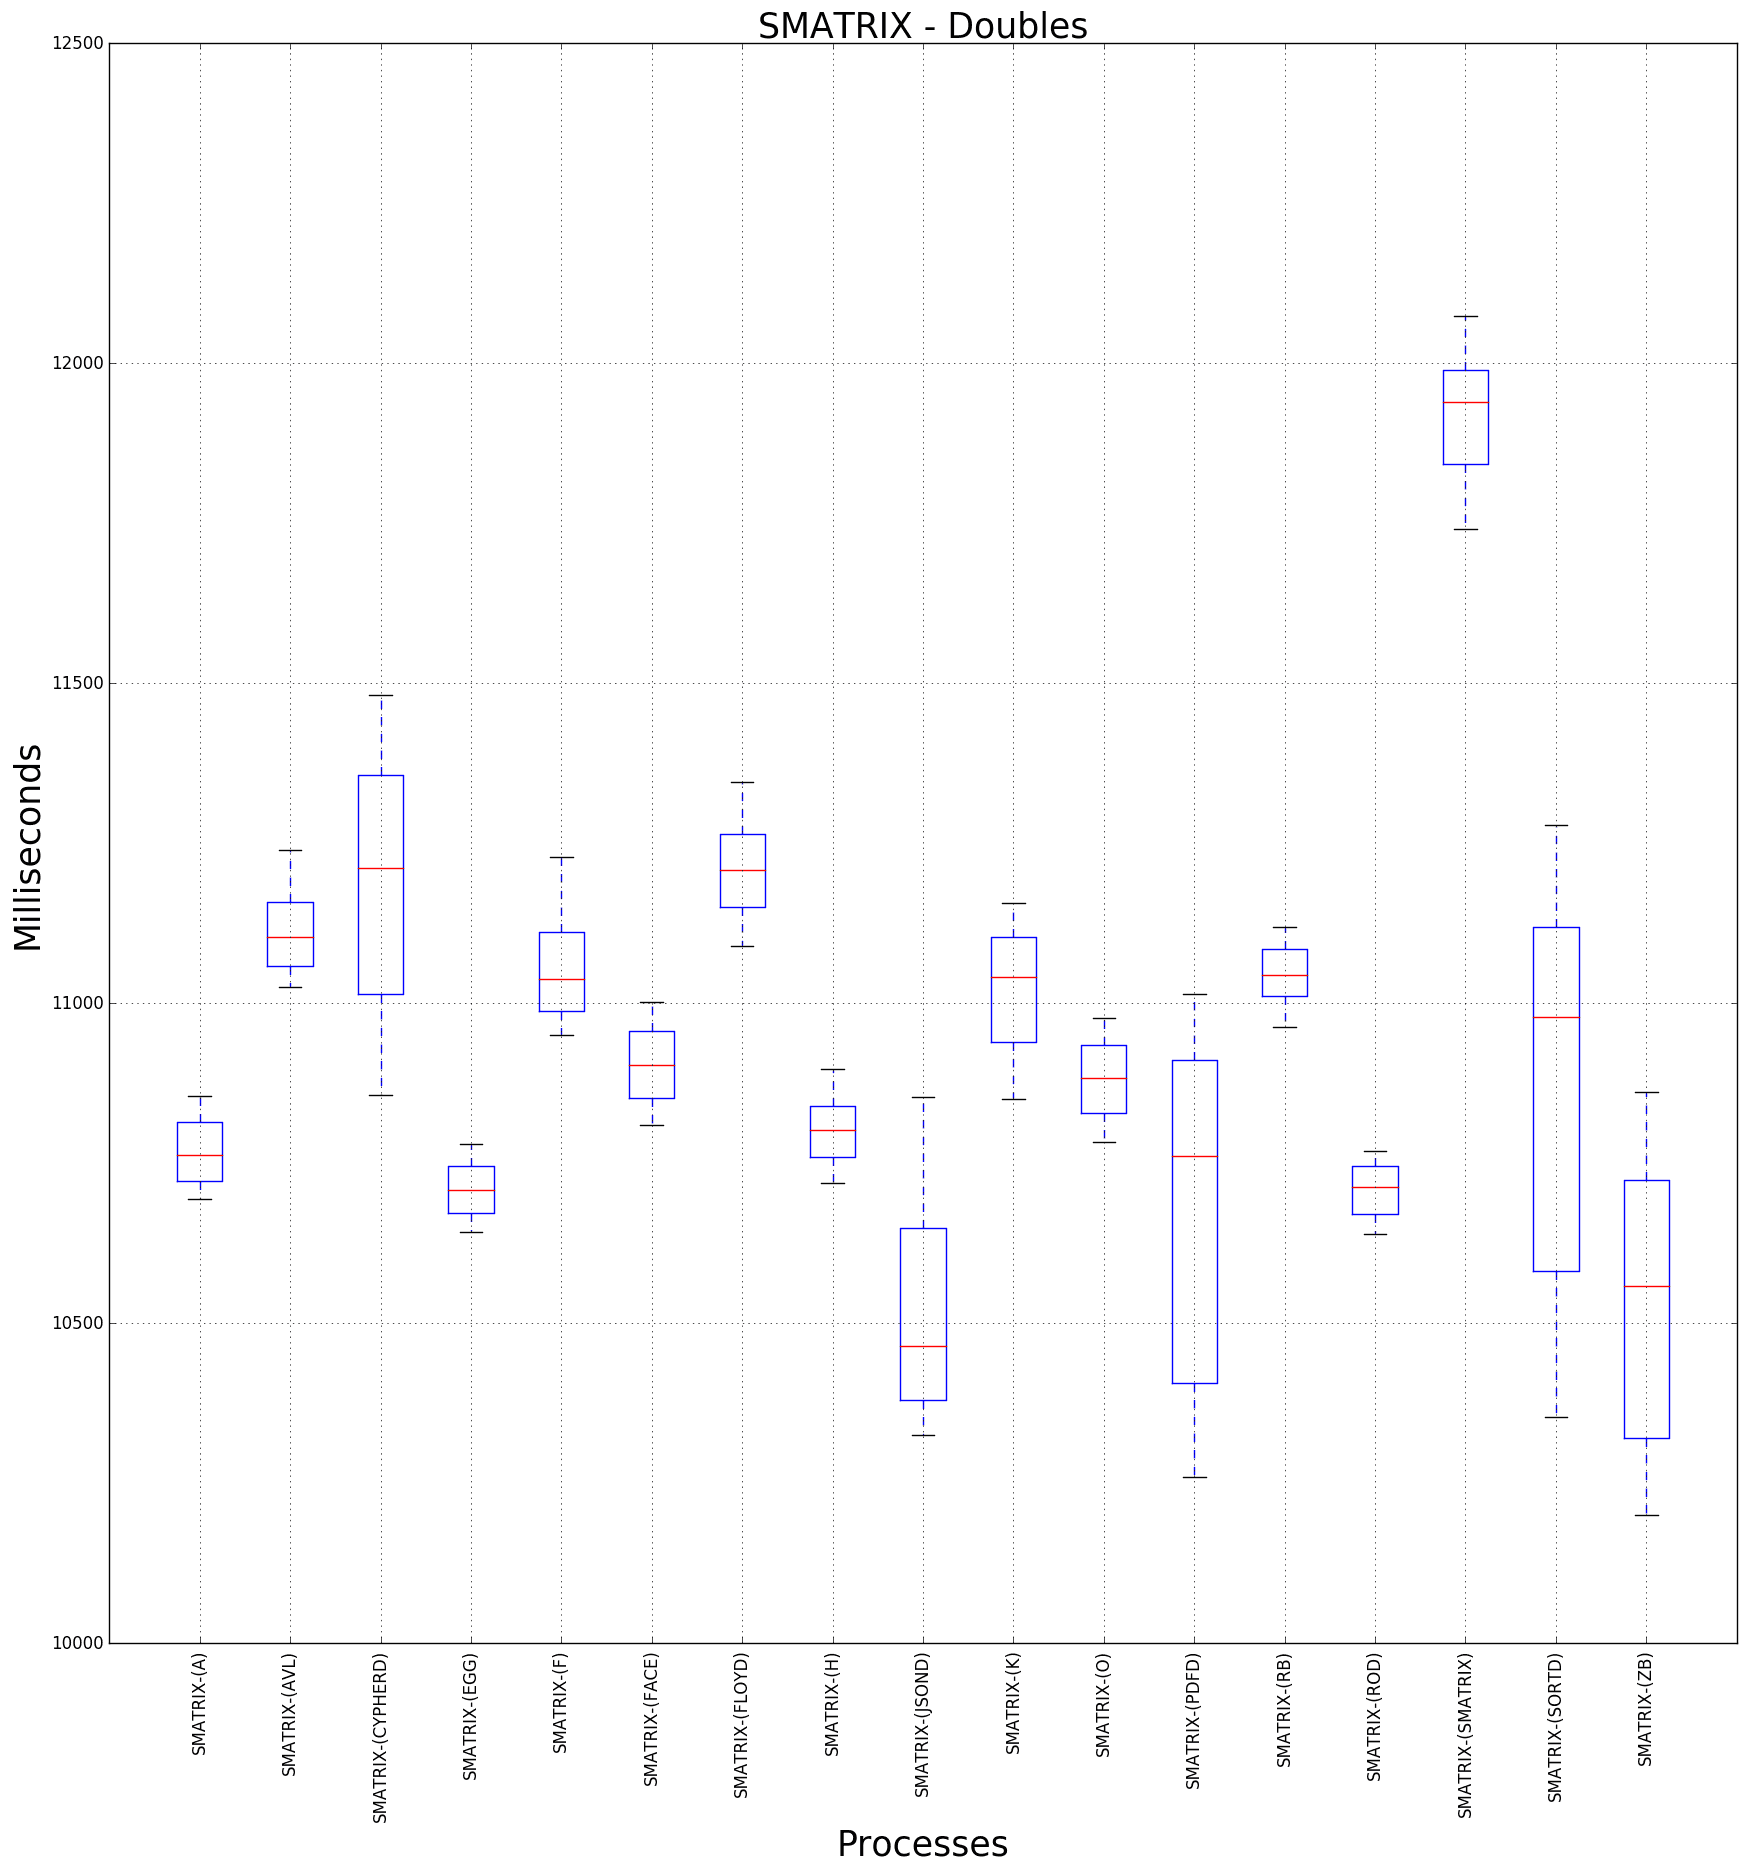 SMATRIX - Doubles
12500
12000
11500
11000
10500
10000
Milliseconds
SMATRIX-(A)
SMATRIX-(AVL)
SMATRIX-(CYPHERD)
SMATRIX-(EGG)
SMATRIX-(F)
SMATRIX-(FACE)
SMATRIX-(FLOYD)
SMATRIX-(H)
SMATRIX-(JSOND)
SMATRIX-(K)
SMATRIX-(O)
SMATRIX-(PDFD)
SMATRIX-(RB)
SMATRIX-(ROD)
SMATRIX-(SMATRIX)
SMATRIX-(SORTD)
SMATRIX-(ZB)
Processes